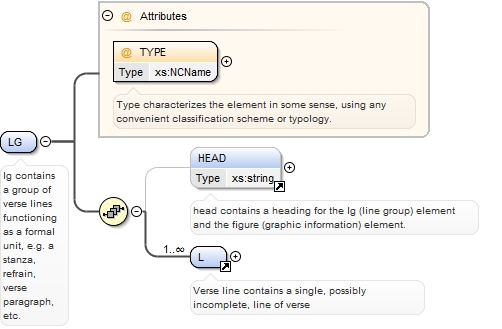 Attributes
@ TYPE
Type xs:NCName
Type characterizes the element in some sense, using any
convenient classification scheme or typology.
LG
lg contains
a group of
verse lines
functioning
as a formal
unit, e.g. a
stanza,
refrain,
verse
paragraph,
etc.
HEAD
Type xs:string
head contains a heading for the lg (line group) element
and the figure (graphic information) element.
1..∞
L
Verse line contains a single, possibly
incomplete, line of verse